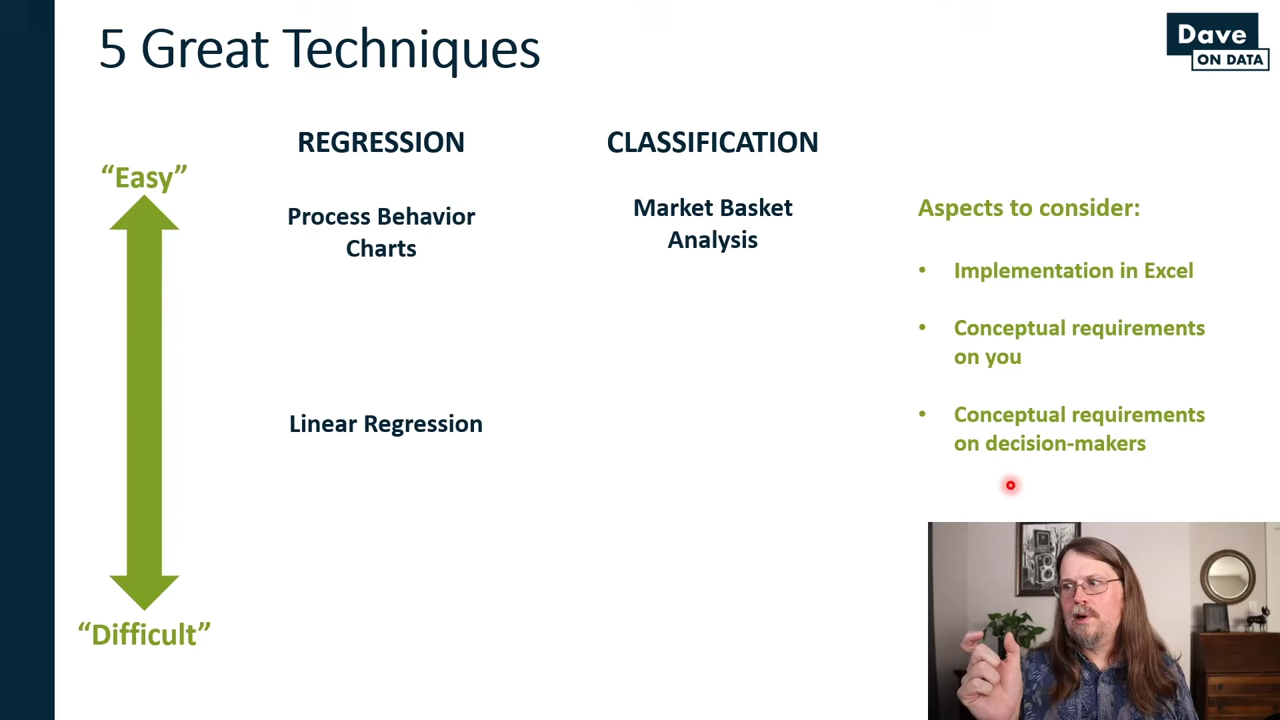 5 Great Techniques
Dave
ON DATA
REGRESSION
CLASSIFICATION
“Easy”
Process Behavior
Charts
Market Basket
Analysis
Aspects to consider:
• Implementation in Excel
• Conceptual requirements
on you
Linear Regression
• Conceptual requirements
on decision-makers
“Difficult”